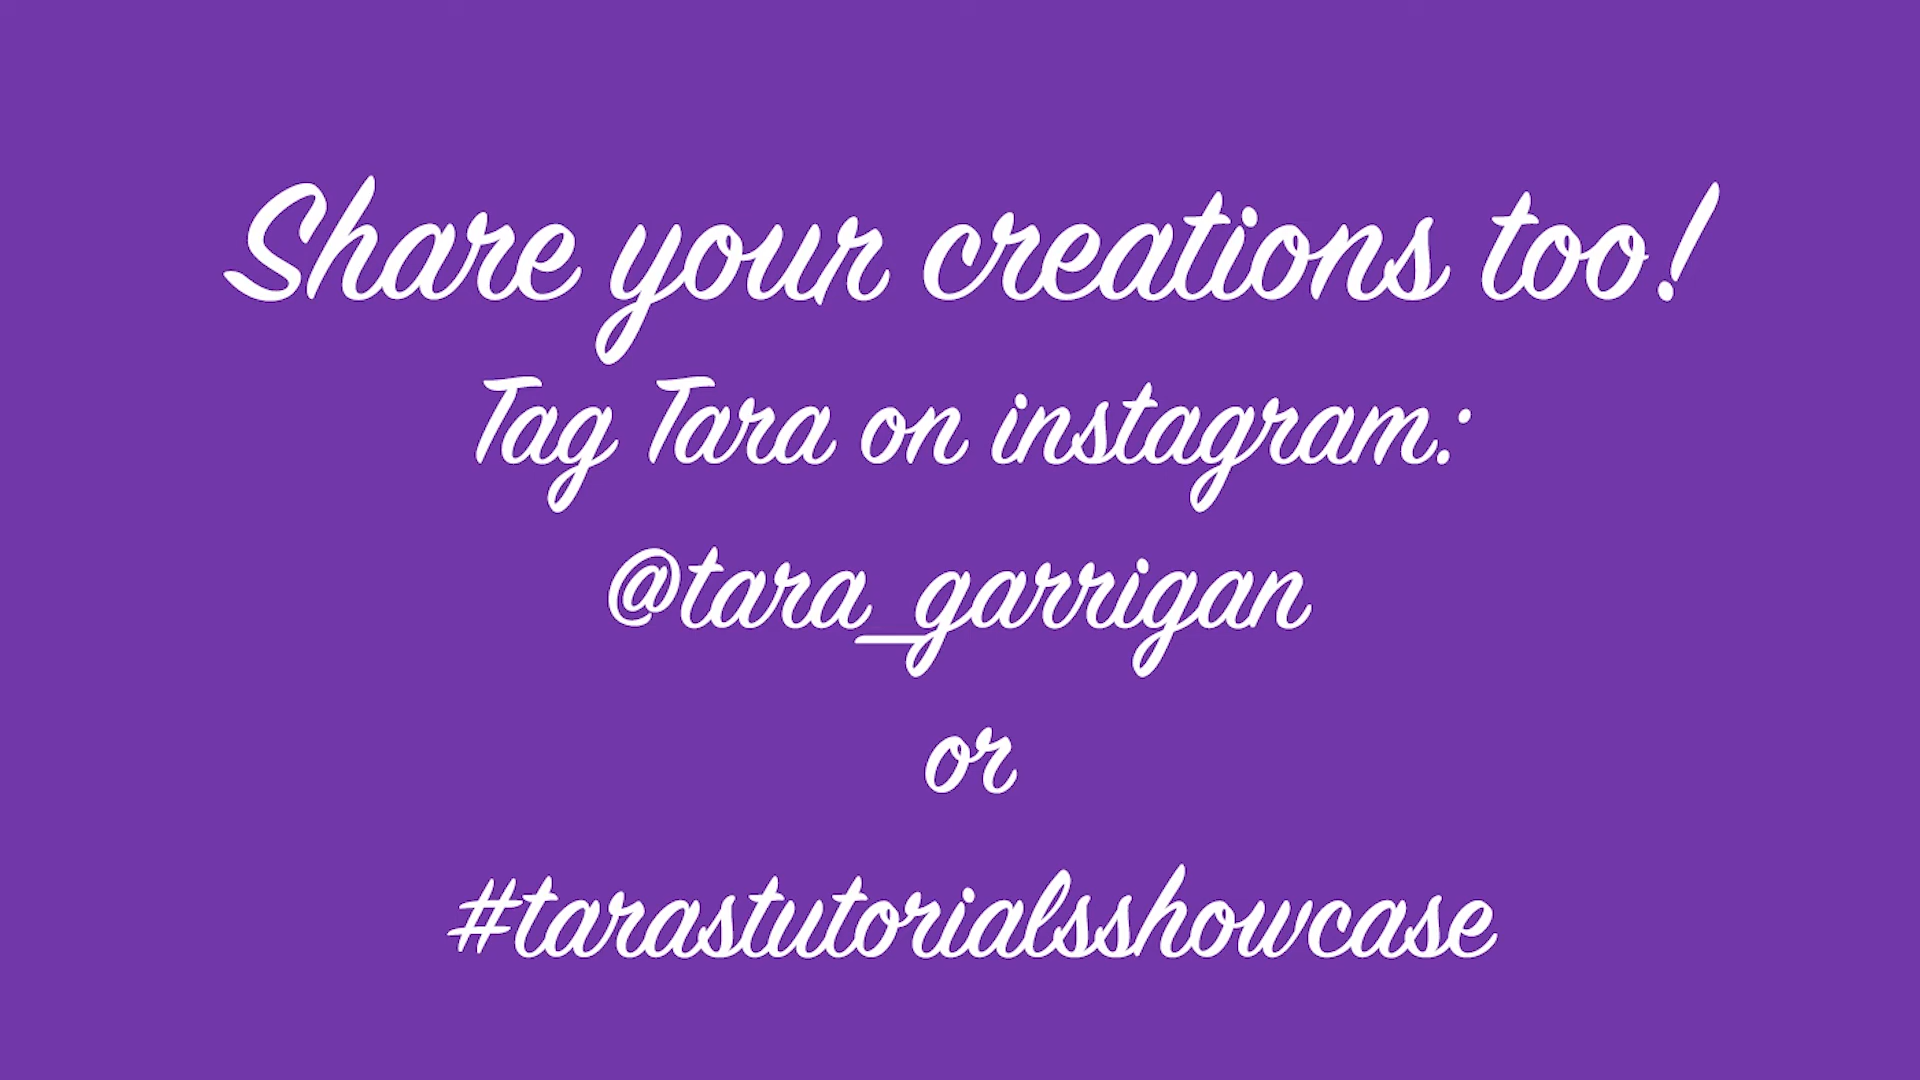 Share your creations too!
Tag Tara on instagram:
@tara_garrigan
or
#tarastutorialsshowcase